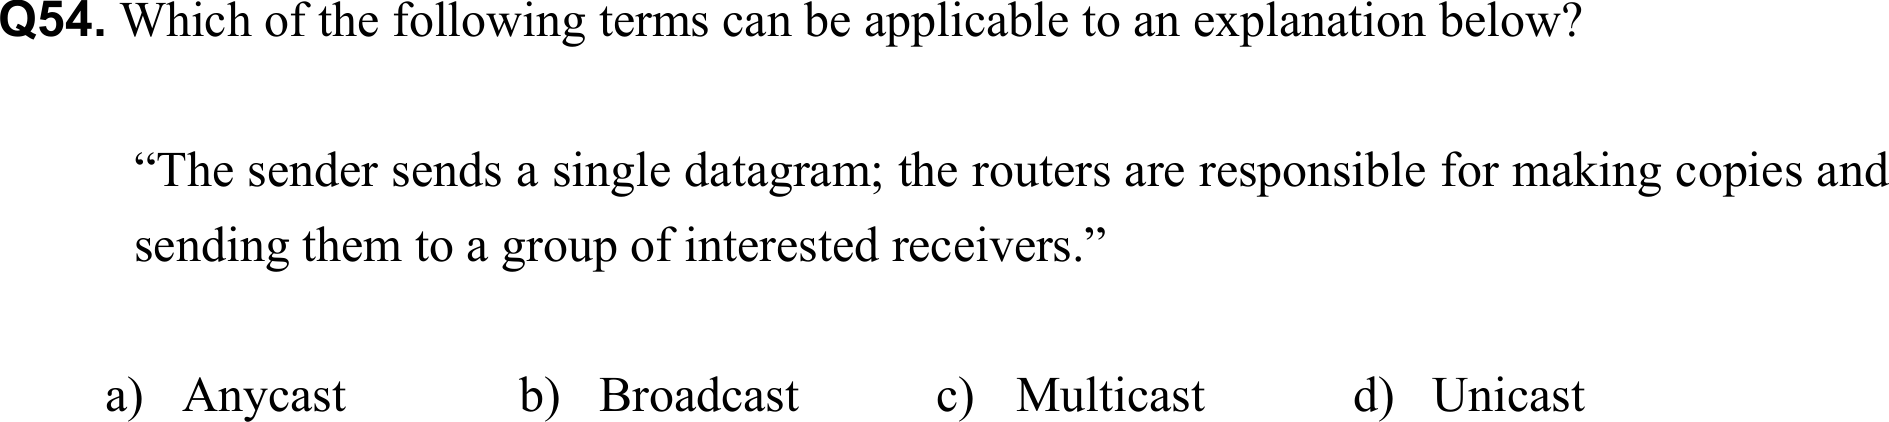 Q54. Which of the following terms can be applicable to an explanation below?
“The sender sends a single datagram; the routers are responsible for making copies and
sending them to a group of interested receivers.”
a) Anycast b) Broadcast c) Multicast d) Unicast